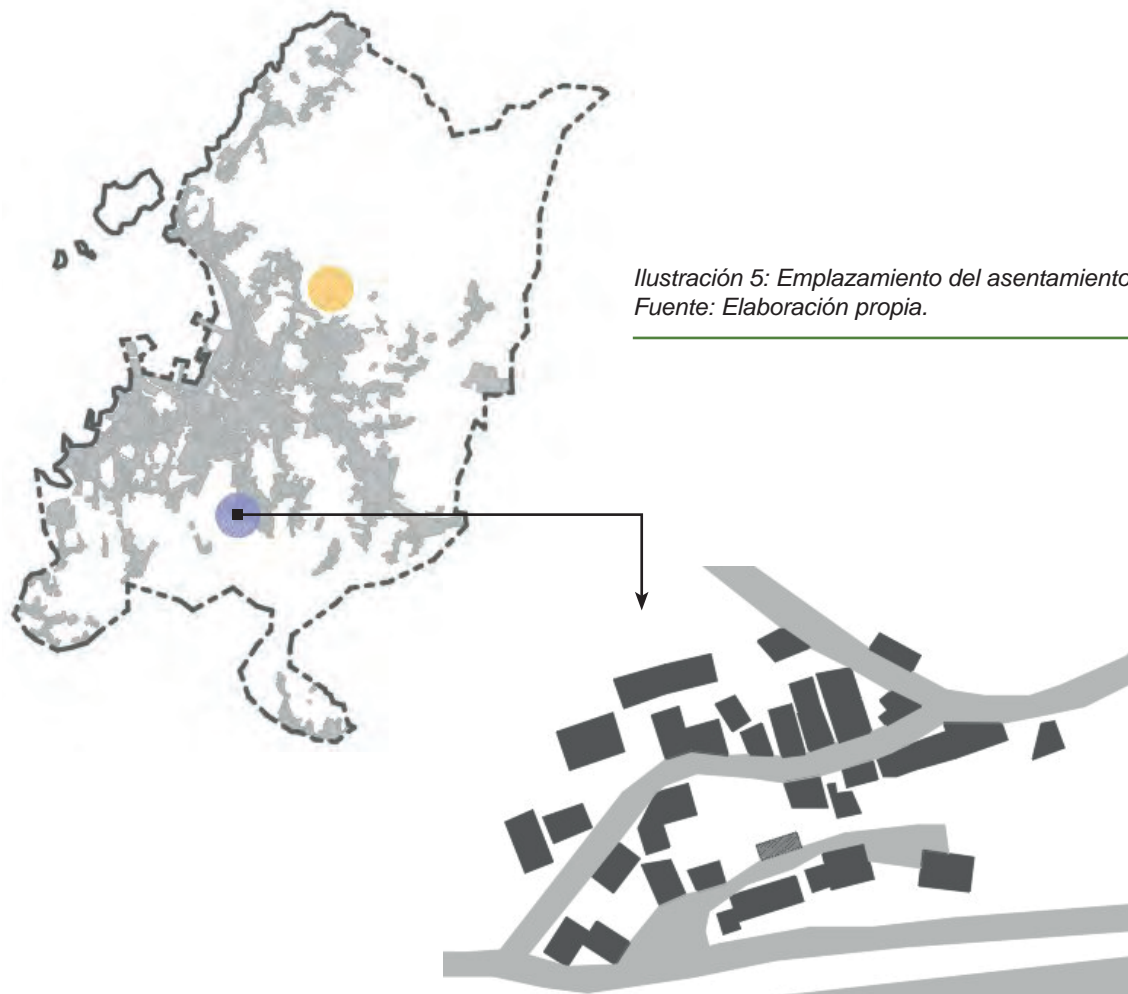 Ilustración 5: Emplazamiento del asentamiento
Fuente: Elaboración propia.